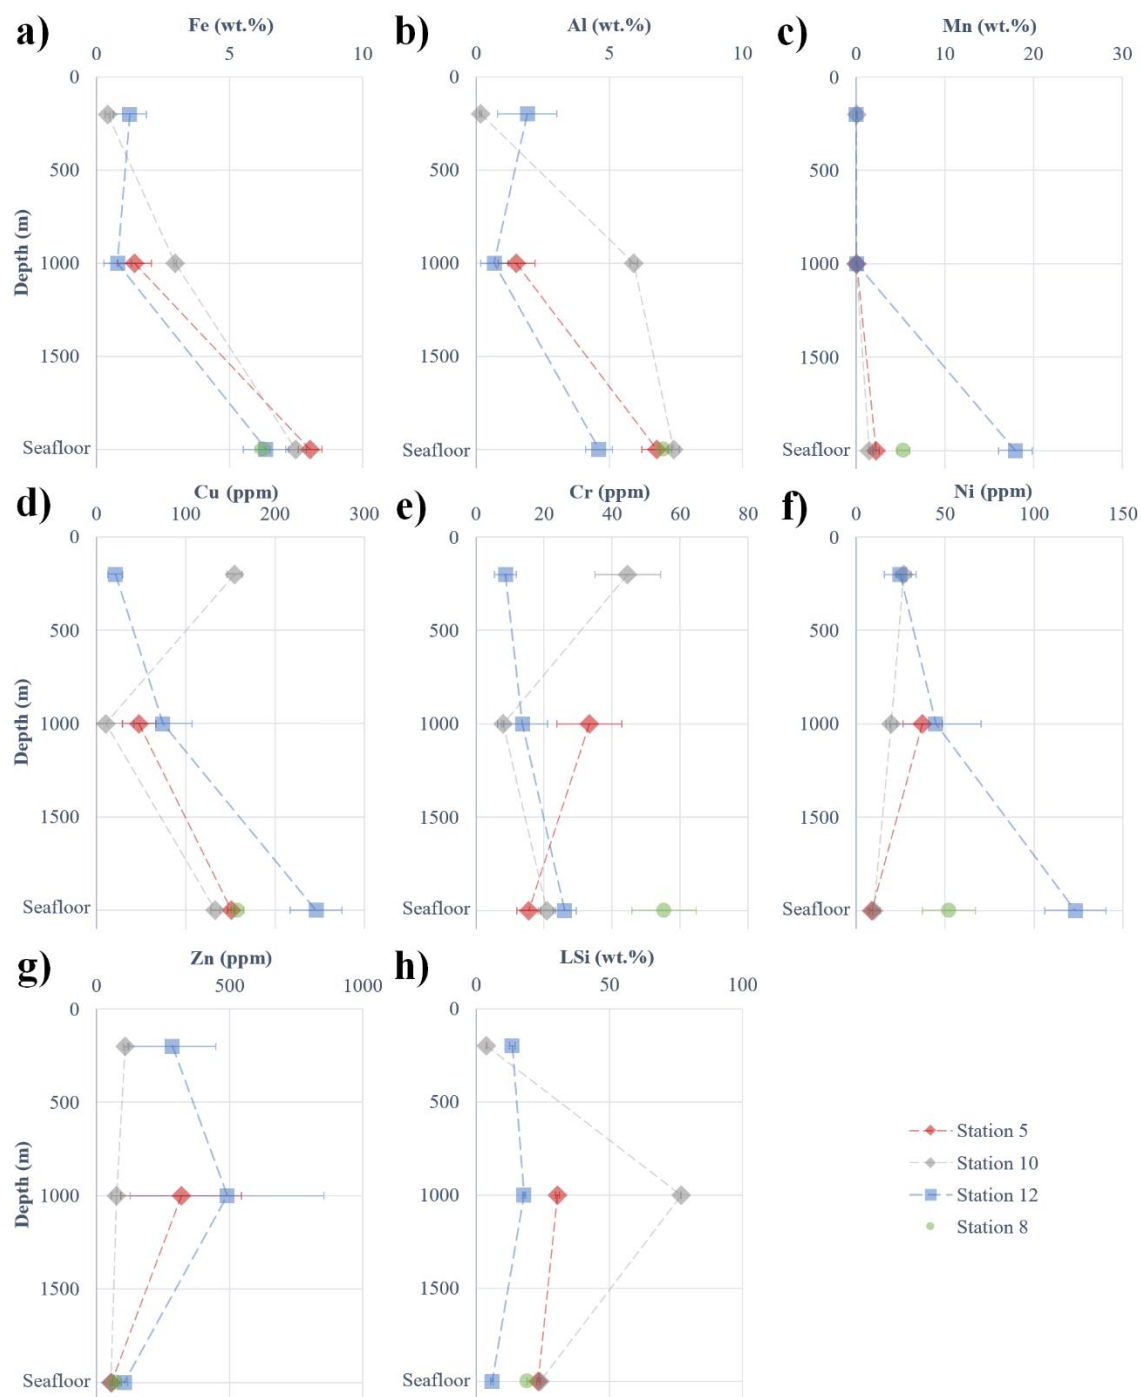 a) Fe (wt.%) b) Al (wt.%) c) Mn (wt.%)
0 5 10 0 5 10 0 10 20 30
0
500
1000
1500
Seafloor
Depth (m)
0
500
1000
1500
Seafloor
0
500
1000
1500
Seafloor
d) Cu (ppm) e) Cr (ppm) f) Ni (ppm)
0 100 200 300 0 20 40 60 80 0 50 100 150
0
500
1000
1500
Seafloor
Depth (m)
0
500
1000
1500
Seafloor
0
500
1000
1500
Seafloor
g) Zn (ppm) h) LSi (wt.%)
0 500 1000 0 50 100
0
500
1000
1500
Seafloor
Depth (m)
0
500
1000
1500
Seafloor
Station 5
Station 10
Station 12
Station 8